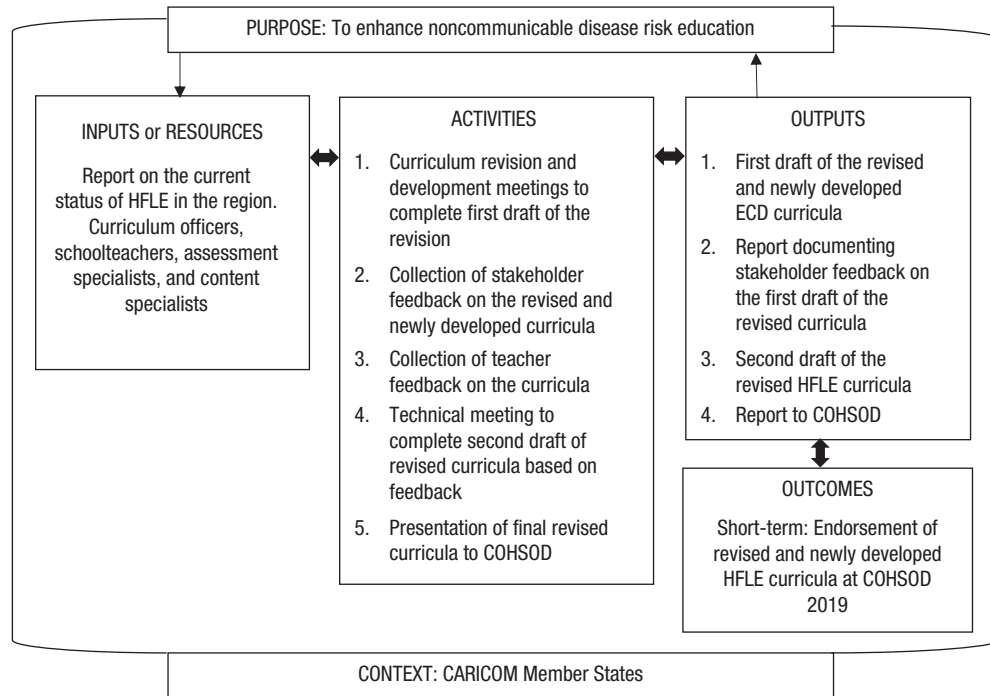 PURPOSE: To enhance noncommunicable disease risk education
INPUTS or RESOURCES
Report on the current
status of HFLE in the region.
Curriculum officers,
schoolteachers, assessment
specialists, and content
specialists
ACTIVITIES
1. Curriculum revision and
development meetings to
complete first draft of the
revision
2. Collection of stakeholder
feedback on the revised and
newly developed curricula
3. Collection of teacher
feedback on the curricula
4. Technical meeting to
complete second draft of
revised curricula based on
feedback
5. Presentation of final revised
curricula to COHSOD
OUTPUTS
1. First draft of the revised
and newly developed
ECD curricula
2. Report documenting
stakeholder feedback on
the first draft of the
revised curricula
3. Second draft of the
revised HFLE curricula
4. Report to COHSOD
OUTCOMES
Short-term: Endorsement of
revised and newly developed
HFLE curricula at COHSOD
2019
CONTEXT: CARICOM Member States